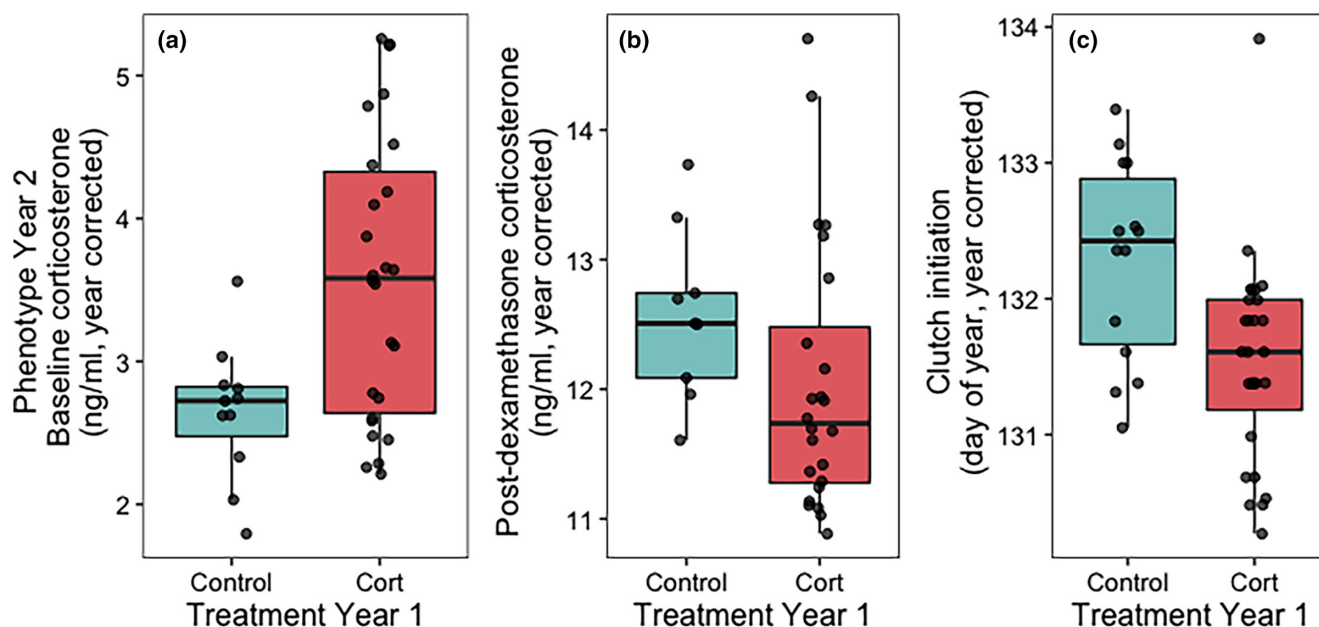 (a)
Phenotype Year 2
Baseline corticosterone
(ng/ml, year corrected)
5
4
3
2
Control
Cort
Treatment Year 1
(b)
Post-dexamethasone corticosterone
(ng/ml, year corrected)
14
13
12
11
Control
Cort
Treatment Year 1
(c)
Clutch initiation
(day of year, year corrected)
134
133
132
131
Control
Cort
Treatment Year 1